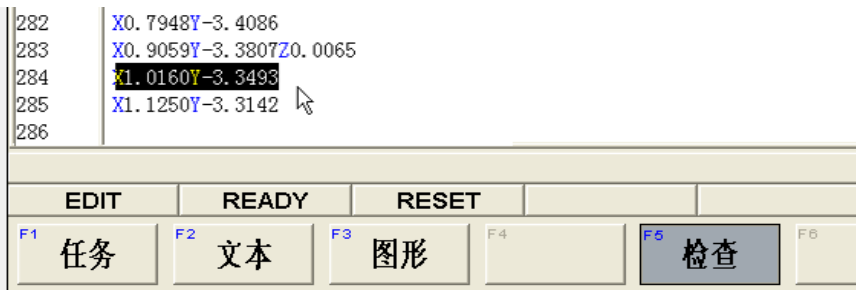 282 X0.7948Y-3.4086
283 X0.9059Y-3.3807Z0.0065
284 X1.0160Y-3.3493
285 X1.1250Y-3.3142
286
EDIT READY RESET
F1 任务 F2 文本 F3 图形 F4 F5 检查 F6